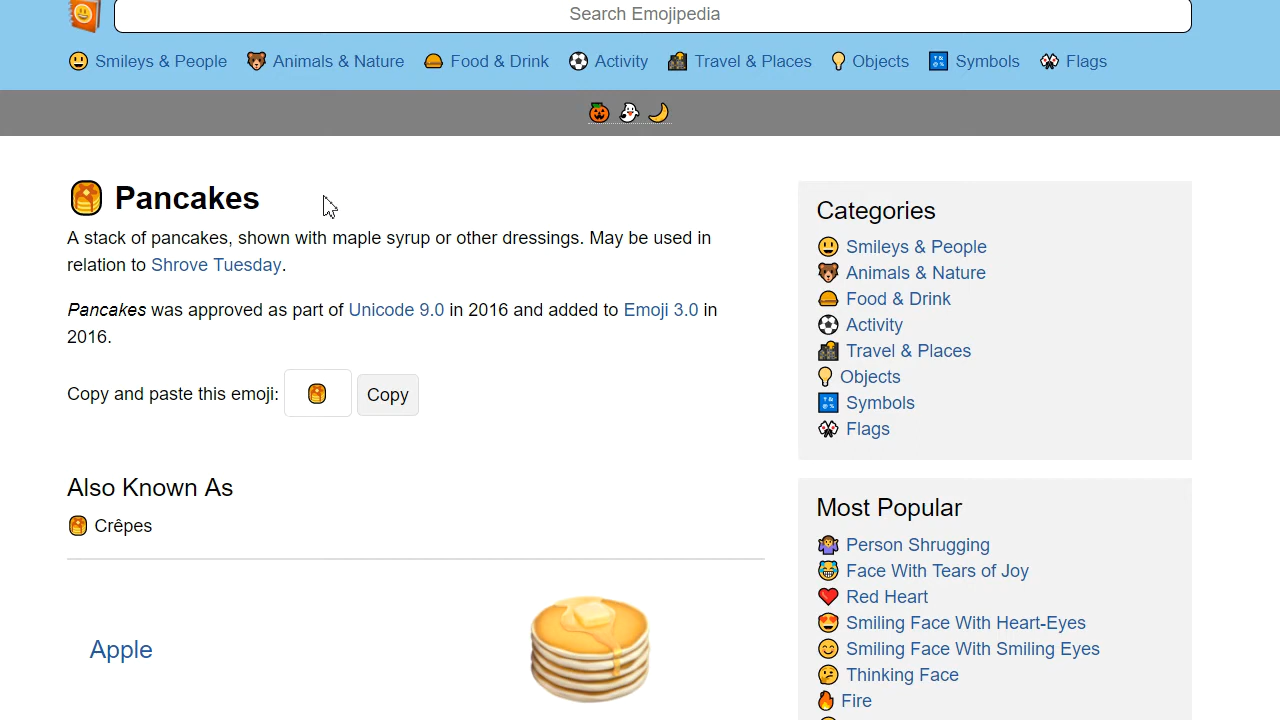 Search Emojipedia
Smileys & People Animals & Nature Food & Drink Activity Travel & Places Objects Symbols Flags
Pancakes
A stack of pancakes, shown with maple syrup or other dressings. May be used in
relation to Shrove Tuesday.
Pancakes was approved as part of Unicode 9.0 in 2016 and added to Emoji 3.0 in
2016.
Copy and paste this emoji: Copy
Also Known As
Crêpes
Apple
Categories
Smileys & People
Animals & Nature
Food & Drink
Activity
Travel & Places
Objects
Symbols
Flags
Most Popular
Person Shrugging
Face With Tears of Joy
Red Heart
Smiling Face With Heart-Eyes
Smiling Face With Smiling Eyes
Thinking Face
Fire